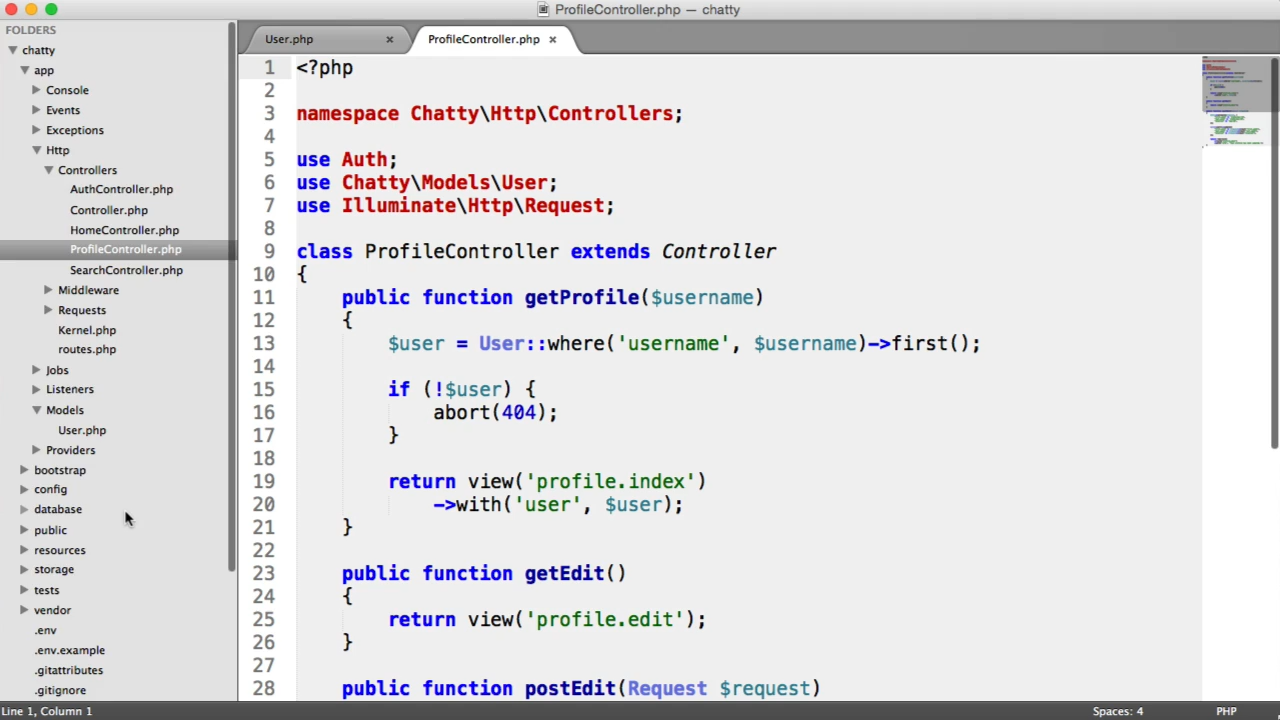 ProfileController.php — chatty
FOLDERS
chatty
app
Console
Events
Exceptions
Http
Controllers
AuthController.php
Controller.php
HomeController.php
ProfileController.php
SearchController.php
Middleware
Requests
Kernel.php
routes.php
Jobs
Listeners
Models
User.php
Providers
bootstrap
config
database
public
resources
storage
tests
vendor
.env
.env.example
.gitattributes
.gitignore
User.php
ProfileController.php
1 <?php
2
3 namespace Chatty\Http\Controllers;
4
5 use Auth;
6 use Chatty\Models\User;
7 use Illuminate\Http\Request;
8
9 class ProfileController extends Controller
10 {
11 public function getProfile($username)
12 {
13 $user = User::where('username', $username)->first();
14
15 if (!$user) {
16 abort(404);
17 }
18
19 return view('profile.index')
20 ->with('user', $user);
21 }
22
23 public function getEdit()
24 {
25 return view('profile.edit');
26 }
27
28 public function postEdit(Request $request)
Line 1, Column 1
Spaces: 4
PHP